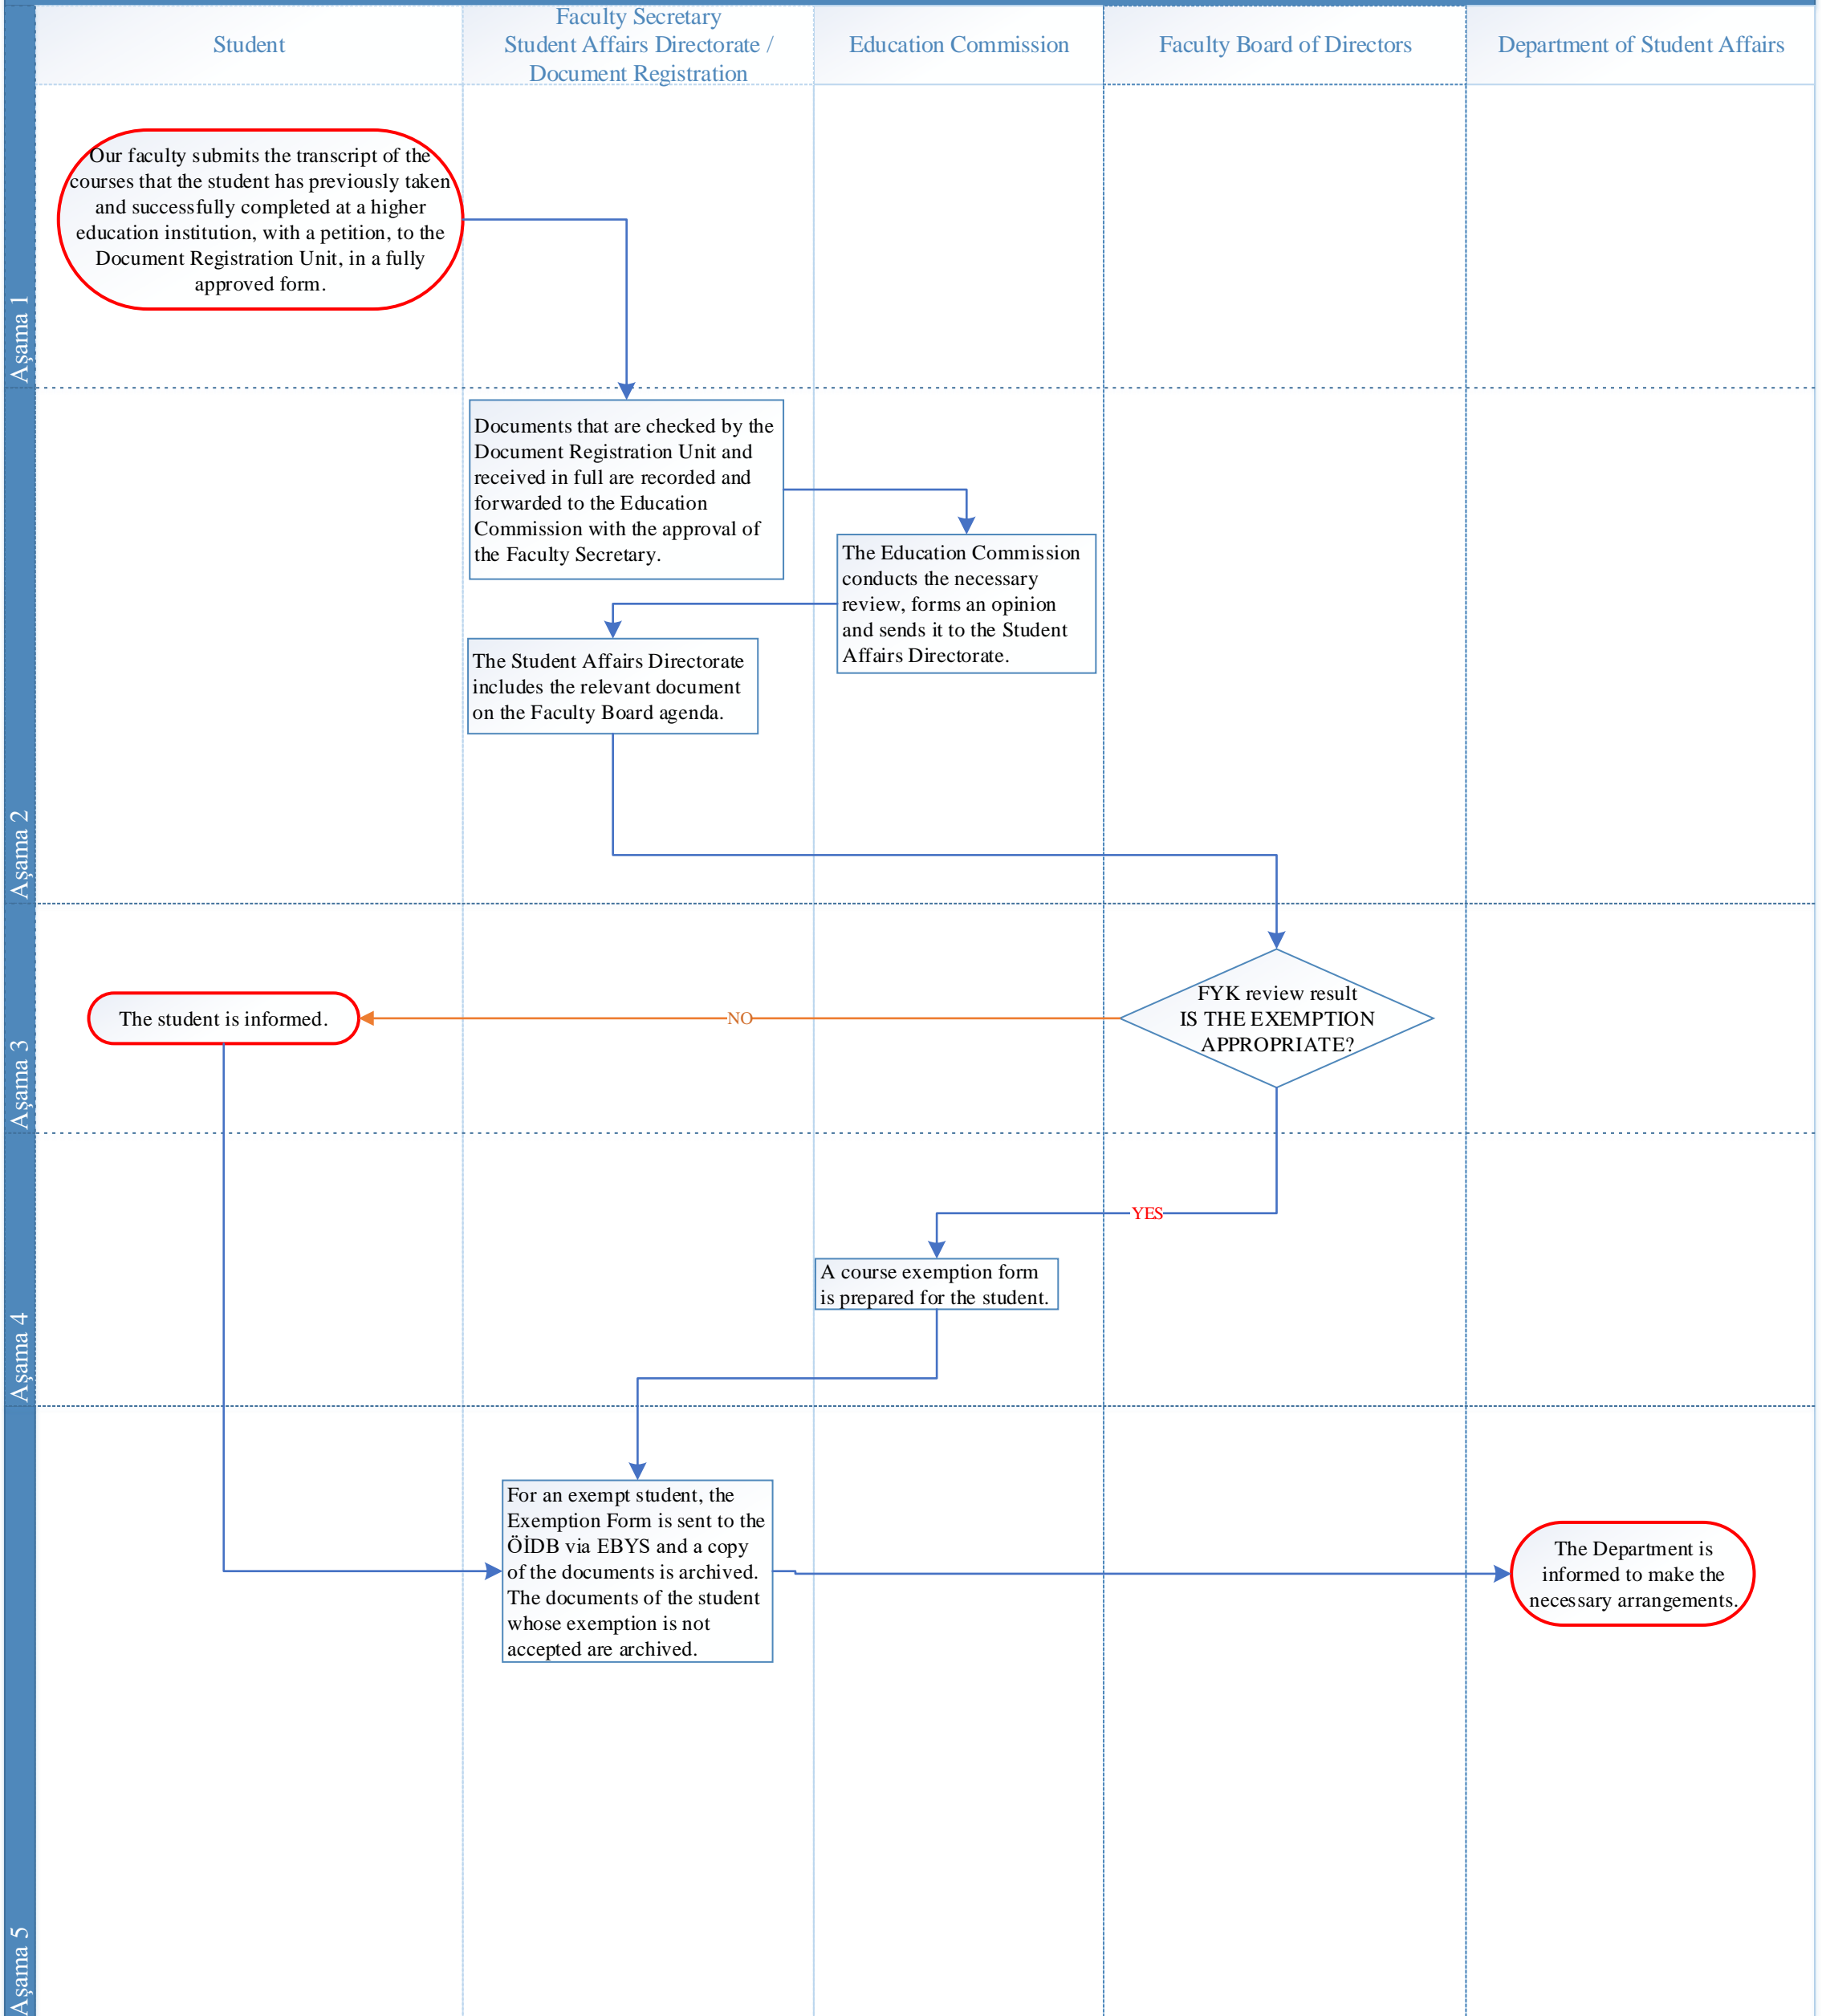 Student
Faculty Secretary
Student Affairs Directorate /
Document Registration
Education Commission
Faculty Board of Directors
Department of Student Affairs
Aşama 1
Our faculty submits the transcript of the
courses that the student has previously taken
and successfully completed at a higher
education institution, with a petition, to the
Document Registration Unit, in a fully
approved form.
Aşama 2
Documents that are checked by the
Document Registration Unit and
received in full are recorded and
forwarded to the Education
Commission with the approval of
the Faculty Secretary.
The Education Commission
conducts the necessary
review, forms an opinion
and sends it to the Student
Affairs Directorate.
The Student Affairs Directorate
includes the relevant document
on the Faculty Board agenda.
Aşama 3
FYK review result
IS THE EXEMPTION
APPROPRIATE?
NO
The student is informed.
Aşama 4
YES
A course exemption form
is prepared for the student.
Aşama 5
For an exempt student, the
Exemption Form is sent to the
ÖİDB via EBYS and a copy
of the documents is archived.
The documents of the student
whose exemption is not
accepted are archived.
The Department is
informed to make the
necessary arrangements.